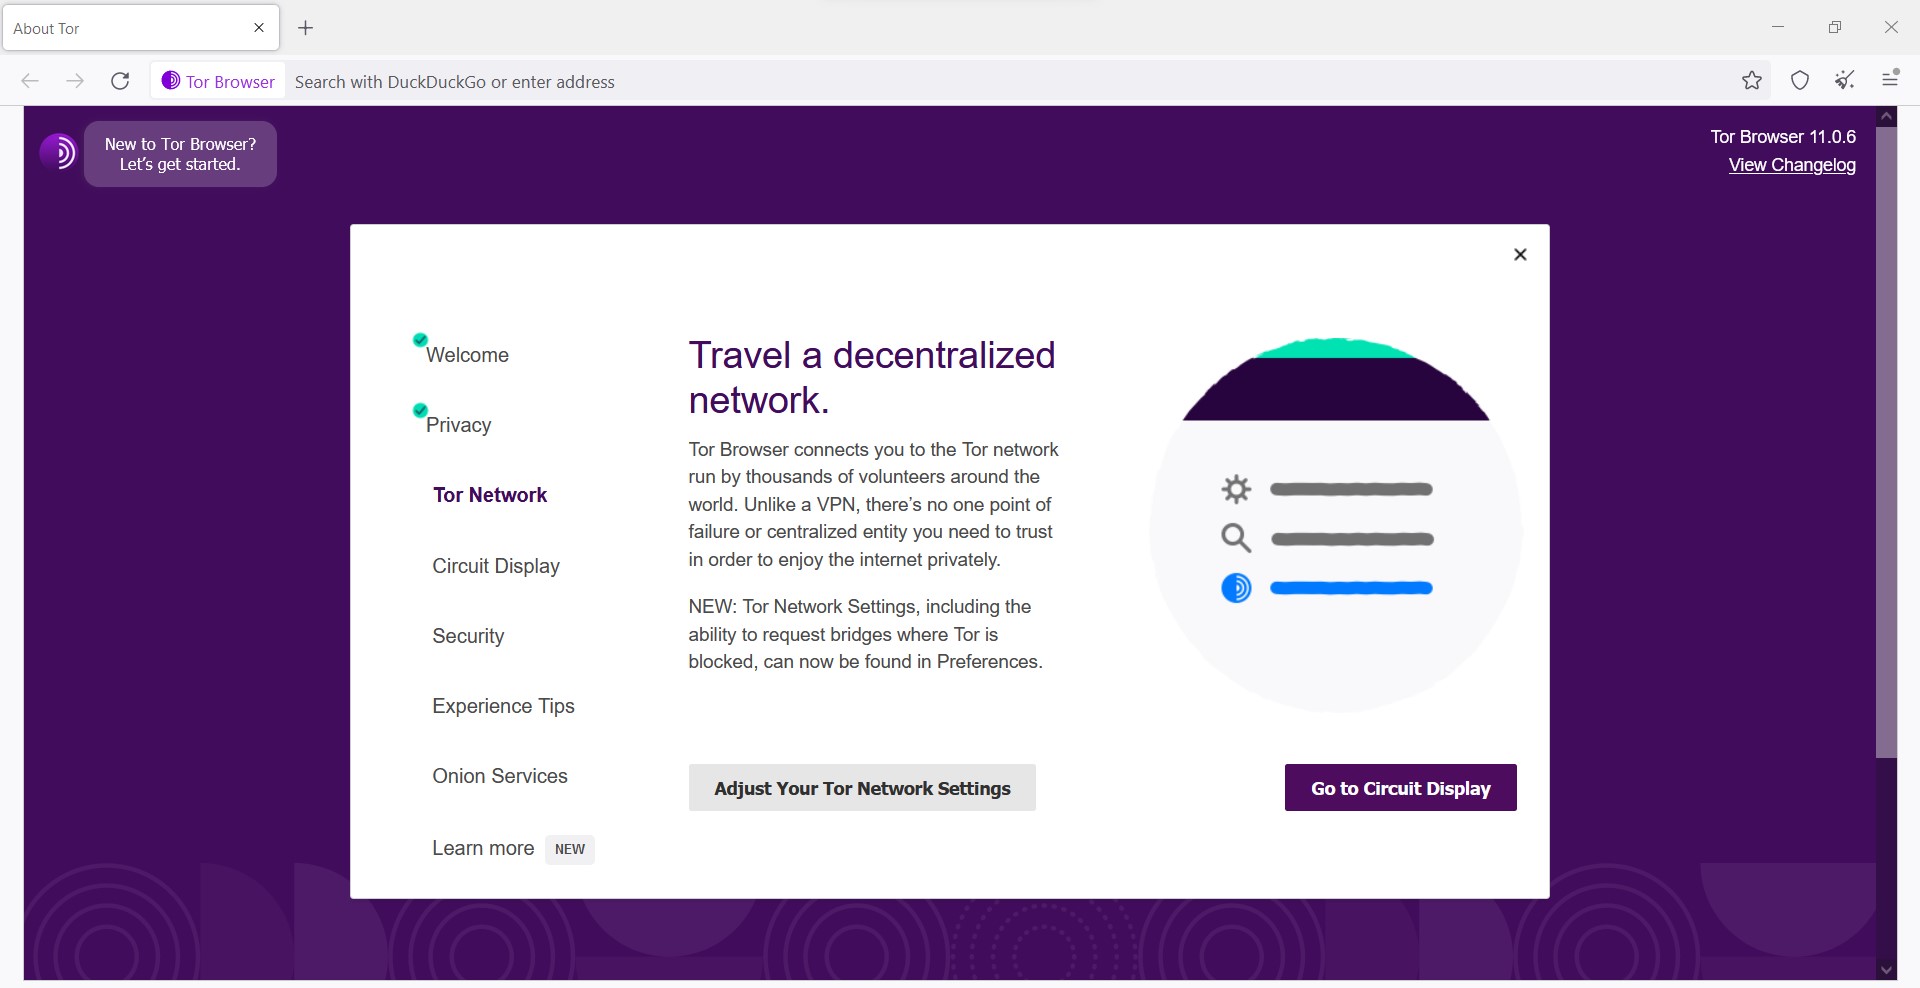 About Tor
Tor Browser
Search with DuckDuckGo or enter address
New to Tor Browser?
Let's get started.
Tor Browser 11.0.6
View Changelog
Welcome
Privacy
Tor Network
Circuit Display
Security
Experience Tips
Onion Services
Learn more NEW
Travel a decentralized
network.
Tor Browser connects you to the Tor network
run by thousands of volunteers around the
world. Unlike a VPN, there's no one point of
failure or centralized entity you need to trust
in order to enjoy the internet privately.
NEW: Tor Network Settings, including the
ability to request bridges where Tor is
blocked, can now be found in Preferences.
Adjust Your Tor Network Settings
Go to Circuit Display